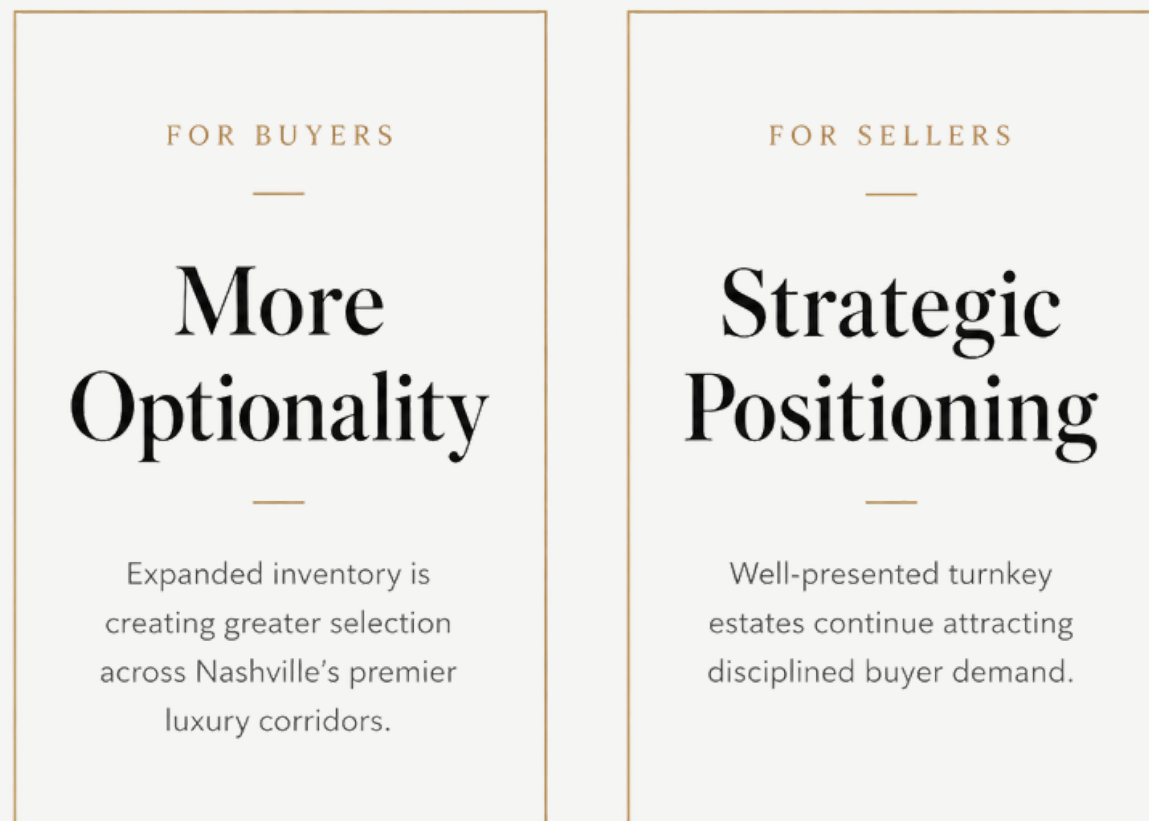 FOR BUYERS
More
Optionality
Expanded inventory is
creating greater selection
across Nashville’s premier
luxury corridors.
FOR SELLERS
Strategic
Positioning
Well-presented turnkey
estates continue attracting
disciplined buyer demand.